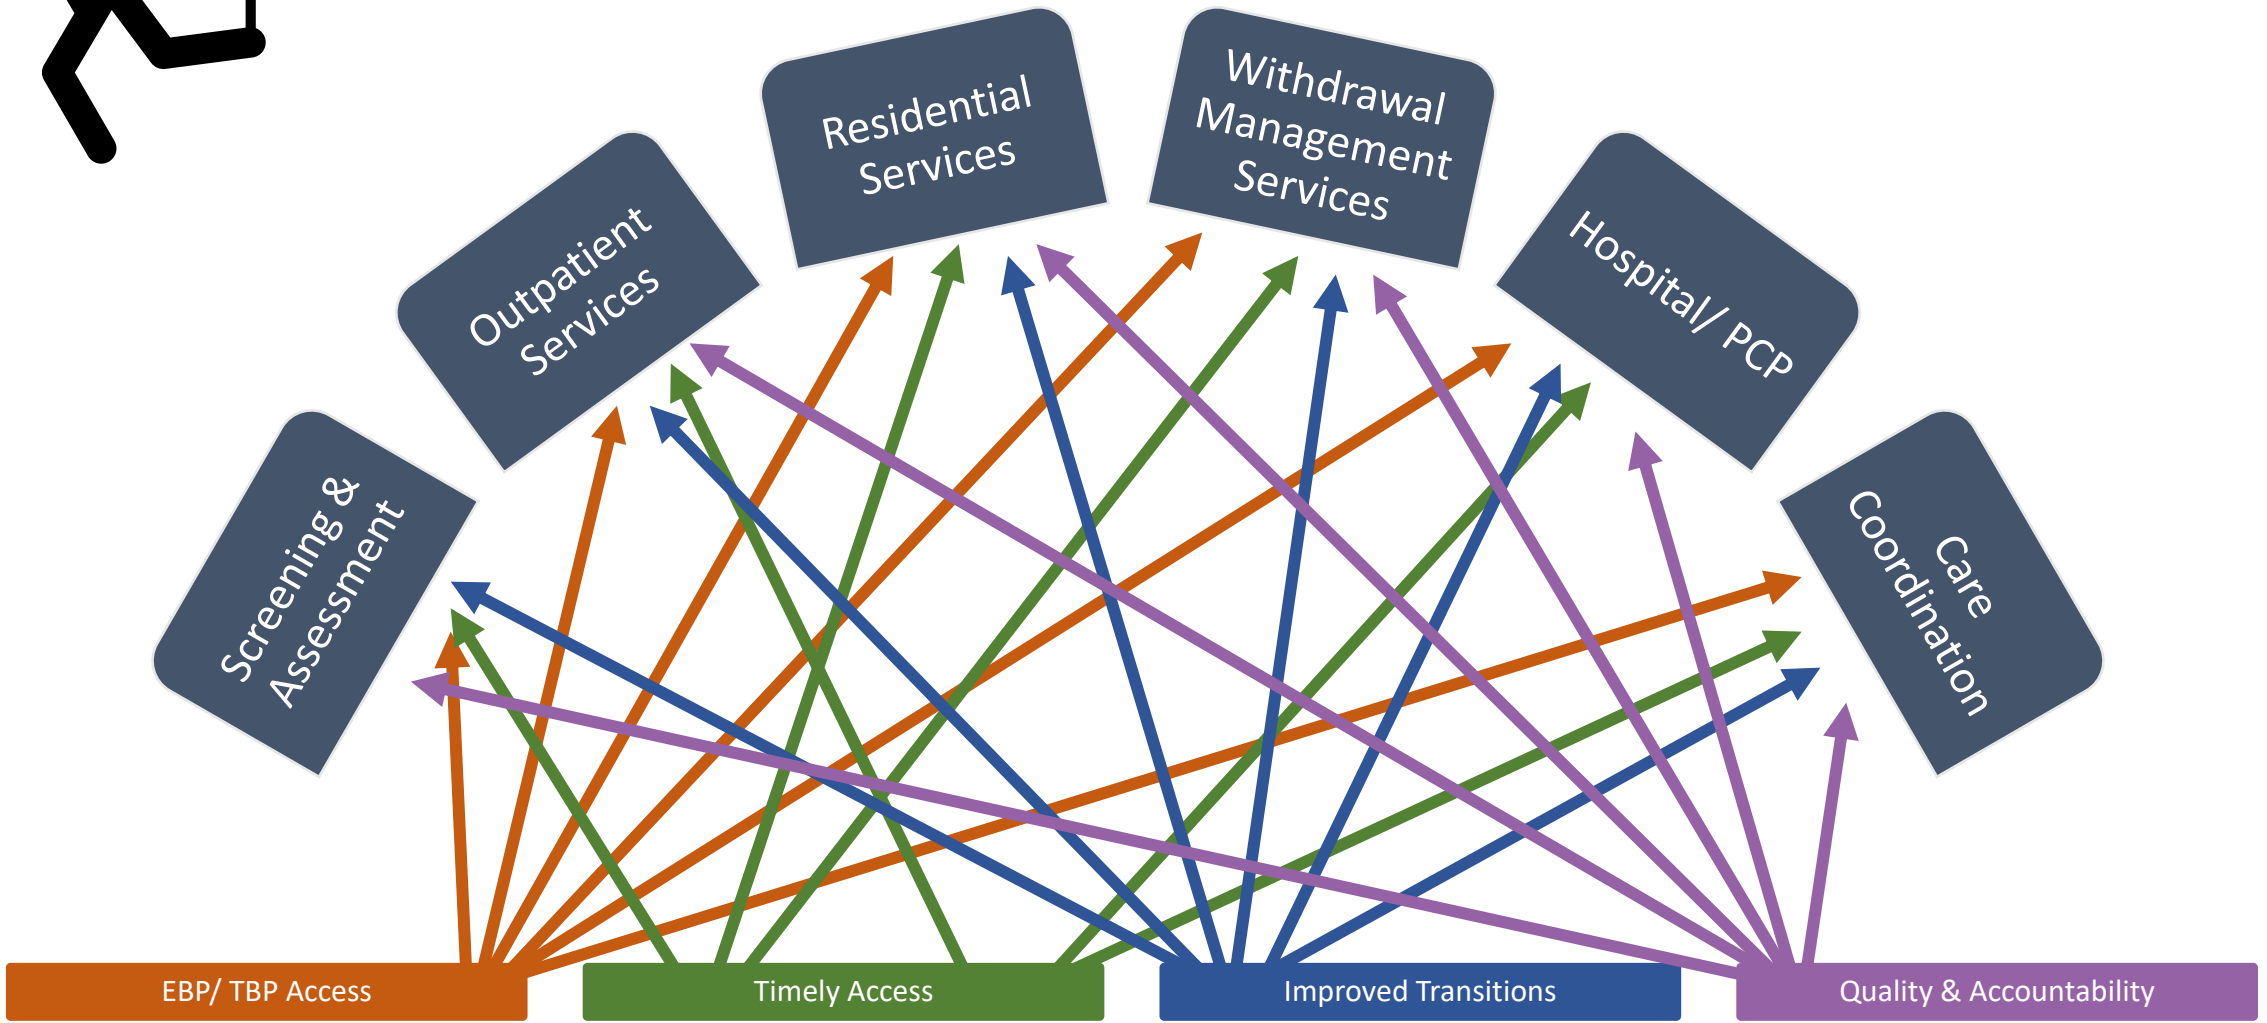 Screening &
Assessment
Outpatient
Services
Residential
Services
Withdrawal
Management
Services
Hospital/ PCP
Care
Coordination
EBP/ TBP Access
Timely Access
Improved Transitions
Quality & Accountability